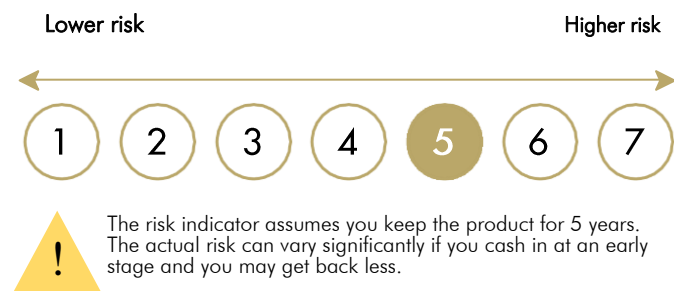 Lower risk Higher risk
1 2 3 4 5 6 7
! The risk indicator assumes you keep the product for 5 years.
The actual risk can vary significantly if you cash in at an early
stage and you may get back less.